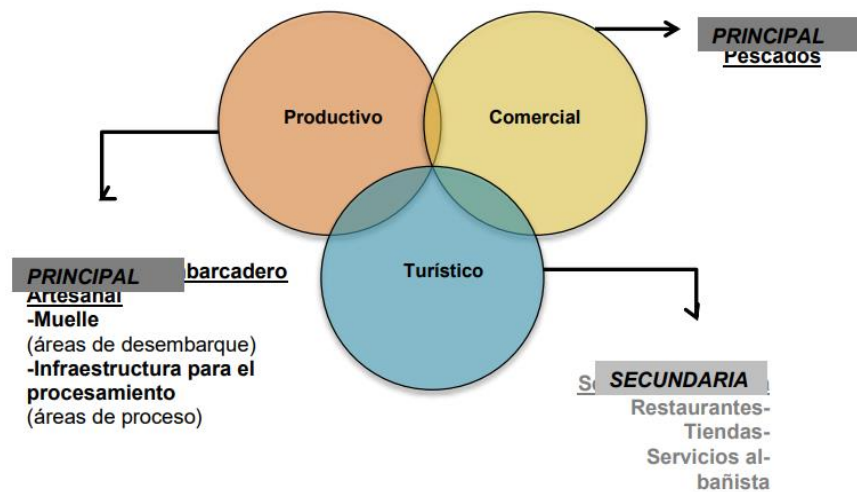 PRINCIPAL
Pescados
Productivo
Comercial
Turístico
PRINCIPAL
Artesanal
-Muelle
(áreas de desembarque)
-Infraestructura para el
procesamiento
(áreas de proceso)
SECUNDARIA
Restaurantes-
Tiendas-
Servicios al-
bañista